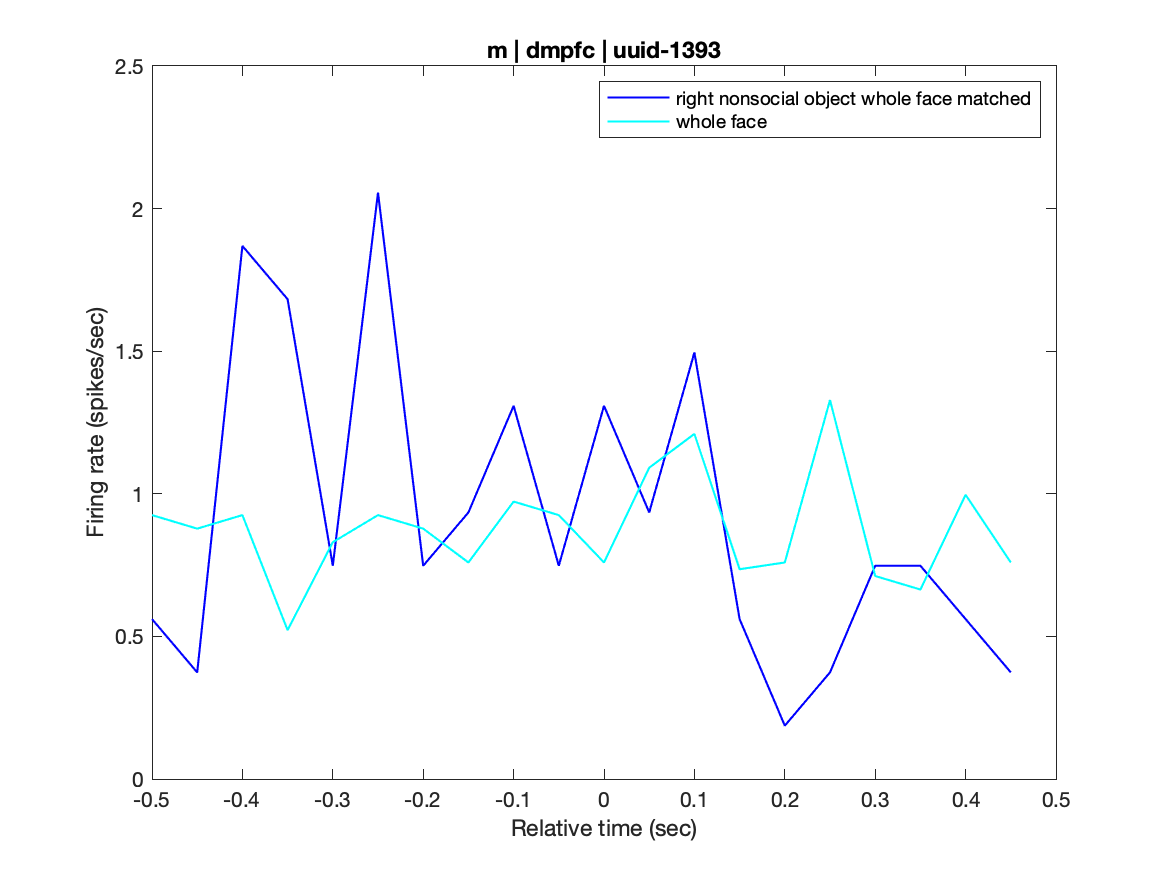 m | dmpfc | uuid-1393
2.5
right nonsocial object whole face matched
whole face
2
1.5
1
0.5
0
Firing rate (spikes/sec)
-0.5 -0.4 -0.3 -0.2 -0.1 0 0.1 0.2 0.3 0.4 0.5
Relative time (sec)